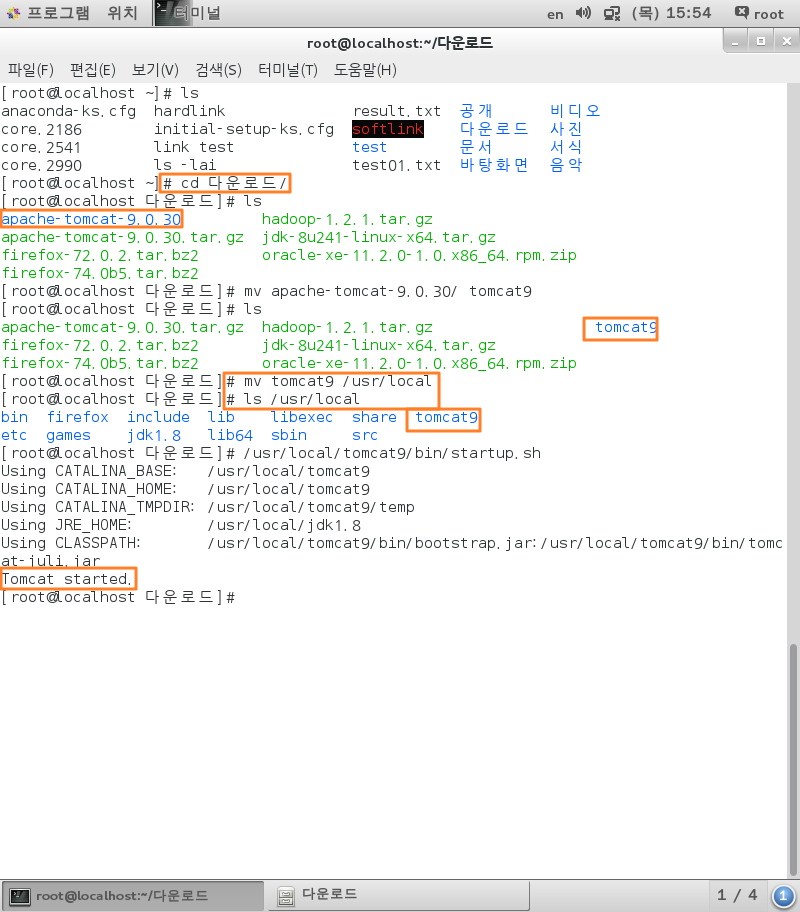 프로그램 위치 터미널 en (목) 15:54 root
root@localhost:~/다운로드
파일(F) 편집(E) 보기(V) 검색(S) 터미널(T) 도움말(H)
[root@localhost ~]# ls
anaconda-ks.cfg hardlink result.txt 공개 비디오
core.2186 initial-setup-ks.cfg softlink 다운로드 사진
core.2541 link test test 문서 서식
core.2990 ls -lai test01.txt 바탕화면 음악
[root@localhost ~]# cd 다운로드/
[root@localhost 다운로드]# ls
apache-tomcat-9.0.30 hadoop-1.2.1.tar.gz
apache-tomcat-9.0.30.tar.gz jdk-8u241-linux-x64.tar.gz
firefox-72.0.2.tar.bz2 oracle-xe-11.2.0-1.0.x86_64.rpm.zip
firefox-74.0b5.tar.bz2
[root@localhost 다운로드]# mv apache-tomcat-9.0.30/ tomcat9
[root@localhost 다운로드]# ls
apache-tomcat-9.0.30.tar.gz hadoop-1.2.1.tar.gz tomcat9
firefox-72.0.2.tar.bz2 jdk-8u241-linux-x64.tar.gz
firefox-74.0b5.tar.bz2 oracle-xe-11.2.0-1.0.x86_64.rpm.zip
[root@localhost 다운로드]# mv tomcat9 /usr/local
[root@localhost 다운로드]# ls /usr/local
bin firefox include lib libexec share tomcat9
etc games jdk1.8 lib64 sbin src
[root@localhost 다운로드]# /usr/local/tomcat9/bin/startup.sh
Using CATALINA_BASE: /usr/local/tomcat9
Using CATALINA_HOME: /usr/local/tomcat9
Using CATALINA_TMPDIR: /usr/local/tomcat9/temp
Using JRE_HOME: /usr/local/jdk1.8
Using CLASSPATH: /usr/local/tomcat9/bin/bootstrap.jar:/usr/local/tomcat9/bin/tomc
at-juli.jar
Tomcat started.
[root@localhost 다운로드]#
root@localhost:~/다운로드 다운로드 1 / 4 1